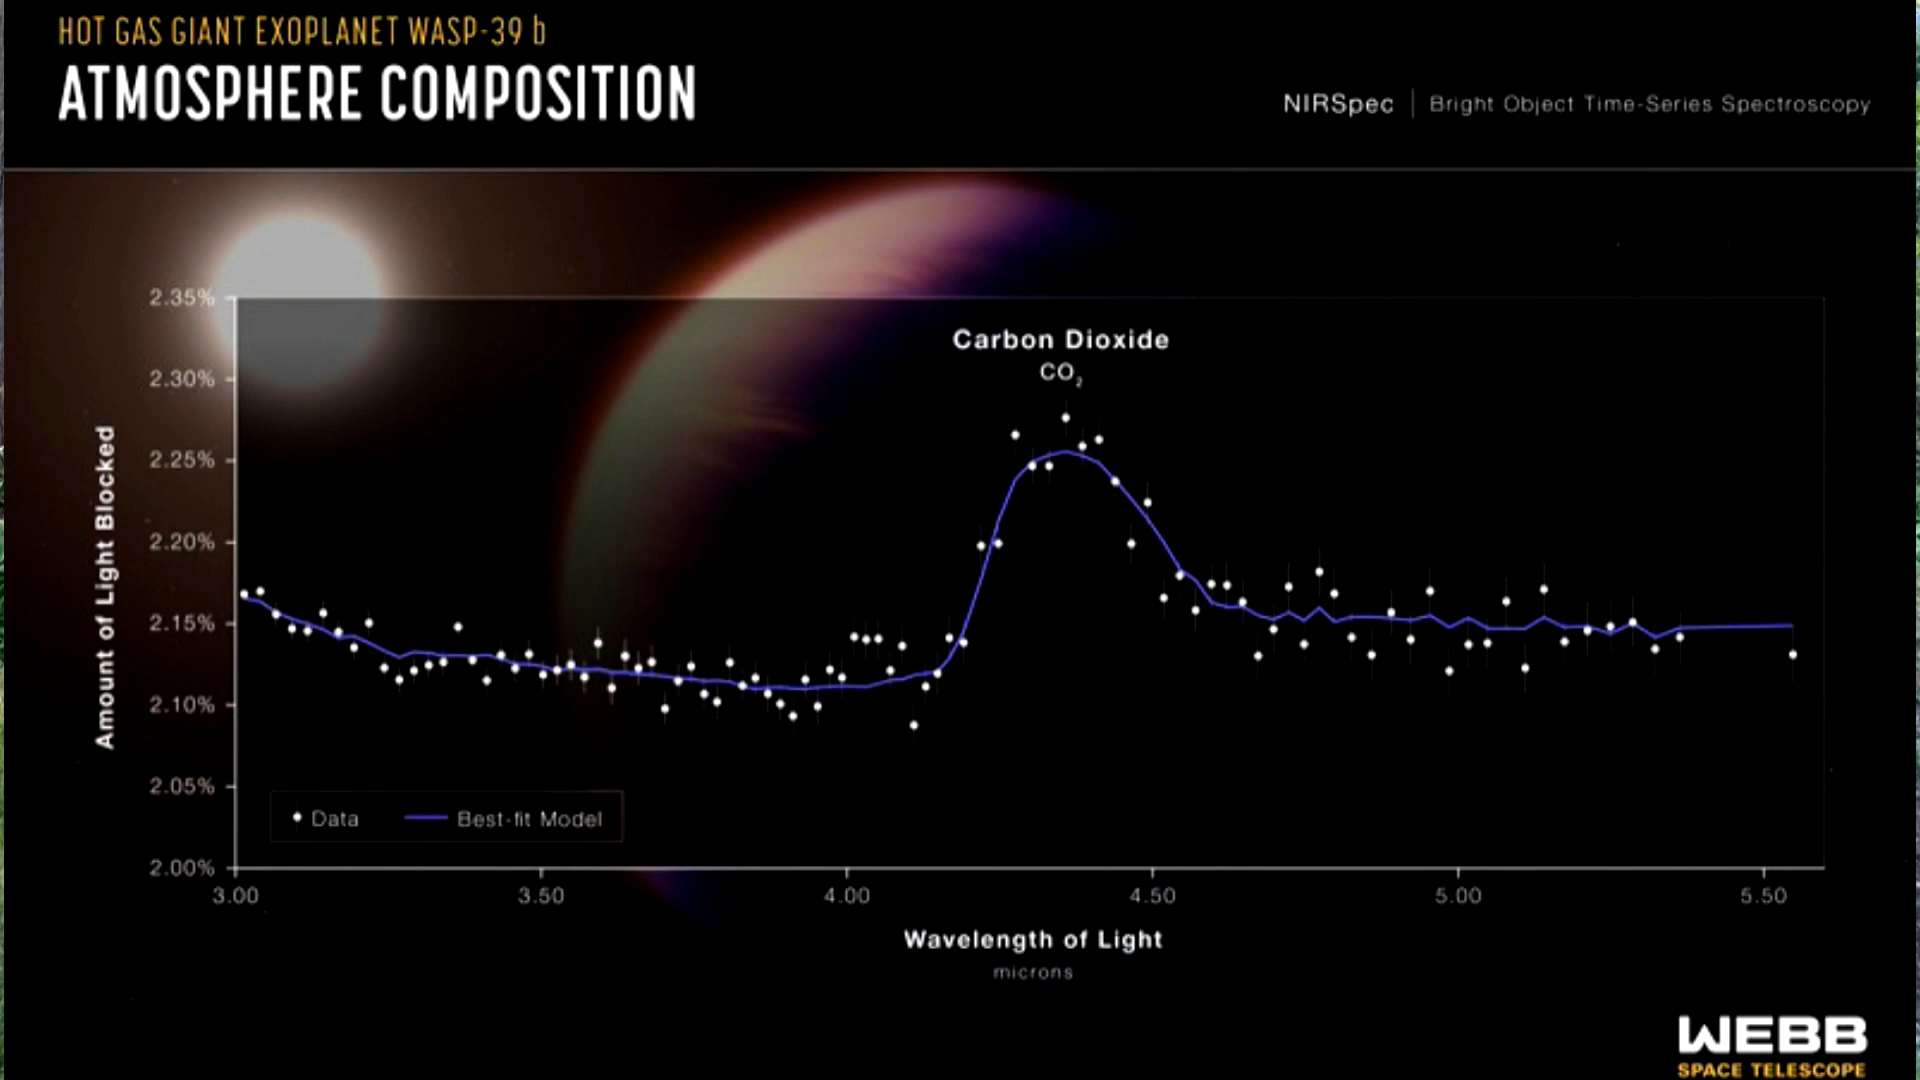 HOT GAS GIANT EXOPLANET WASP-39 b
ATMOSPHERE COMPOSITION
NIRSpec | Bright Object Time-Series Spectroscopy
Carbon Dioxide
CO₂
2.35%
2.30%
2.25%
2.20%
2.15%
2.10%
2.05%
2.00%
Amount of Light Blocked
Data Best-fit Model
3.00 3.50 4.00 4.50 5.00 5.50
Wavelength of Light
microns
WEBB
SPACE TELESCOPE